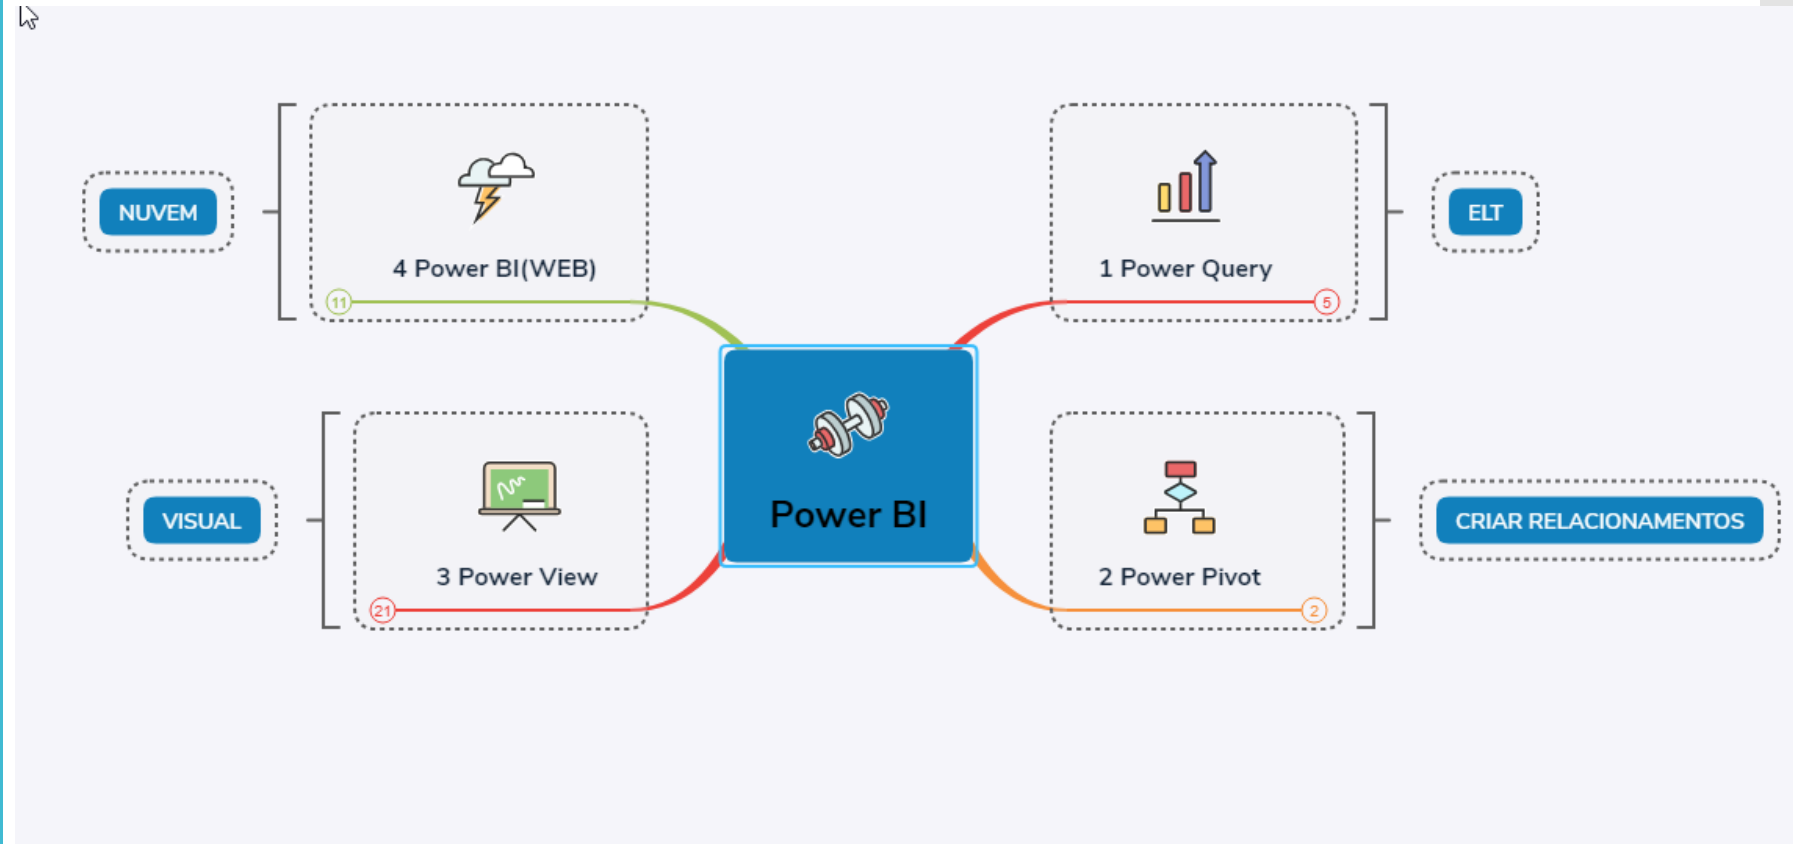 NUVEM
4 Power BI(WEB)
11
1 Power Query
5
ELT
Power BI
VISUAL
3 Power View
21
2 Power Pivot
2
CRIAR RELACIONAMENTOS